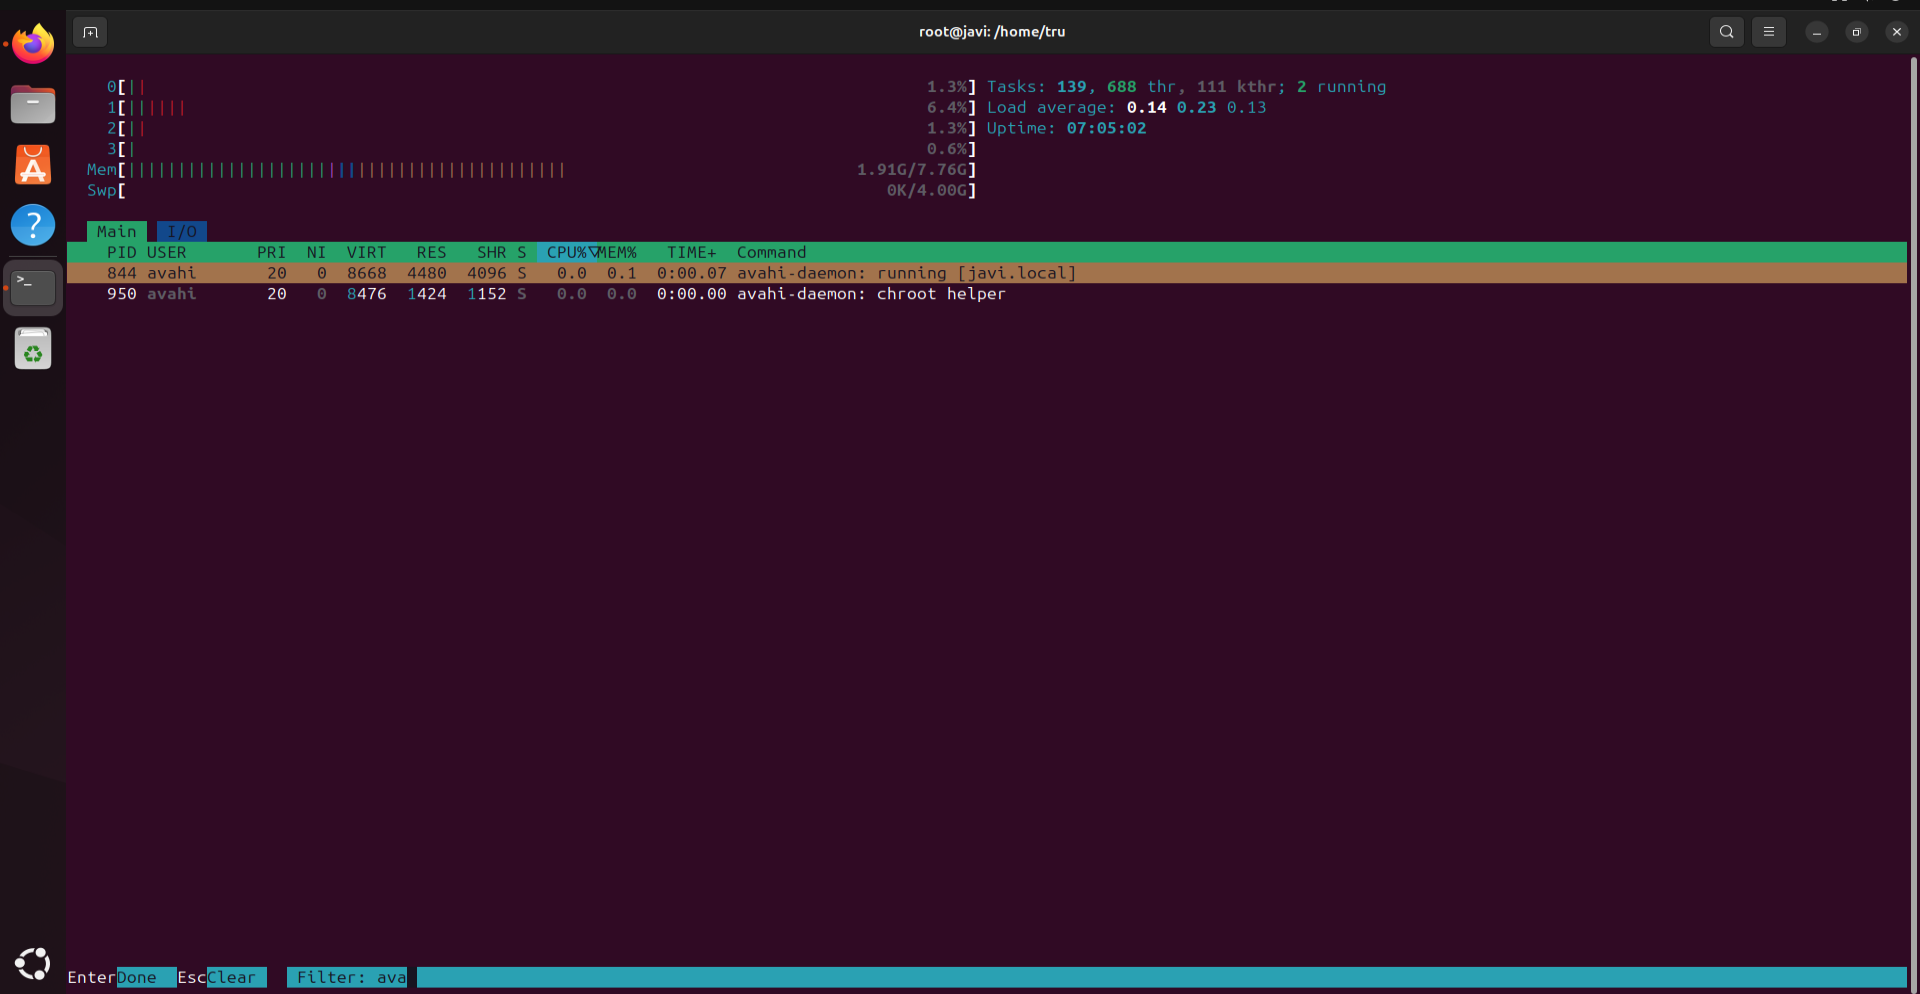 root@javi: /home/tru
0[|| 1.3%] Tasks: 139, 688 thr, 111 kthr; 2 running
1[|||||| 6.4%] Load average: 0.14 0.23 0.13
2[|| 1.3%] Uptime: 07:05:02
3[| 0.6%]
Mem[|||||||||||||||||||||||||||||||||||||||||||| 1.91G/7.76G]
Swp[ 0K/4.00G]
Main I/O
PID USER PRI NI VIRT RES SHR S CPU%▽MEM% TIME+ Command
844 avahi 20 0 8668 4480 4096 S 0.0 0.1 0:00.07 avahi-daemon: running [javi.local]
950 avahi 20 0 8476 1424 1152 S 0.0 0.0 0:00.00 avahi-daemon: chroot helper
EnterDone EscClear Filter: ava